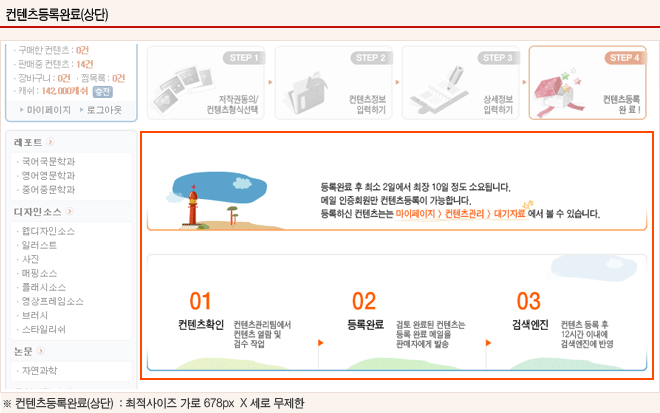 컨텐츠등록완료(상단)
· 구매한 컨텐츠 : 0건
· 판매중 컨텐츠 : 14건
· 장바구니 : 0건 · 찜목록 : 0건
· 캐쉬 : 142,000캐쉬 충전
▸ 마이페이지 ▸ 로그아웃
STEP 1
저작권동의/
컨텐츠형식선택
STEP 2
컨텐츠정보
입력하기
STEP 3
상세정보
입력하기
STEP 4
컨텐츠등록
완 료 !
레포트
· 국어국문학과
· 영어영문학과
· 중어중문학과
디자인소스
· 웹디자인소스
· 일러스트
· 사진
· 매핑소스
· 플래시소스
· 영상프레임소스
· 브러시
· 스타일리쉬
논문
· 자연과학
등록완료 후 최소 2일에서 최장 10일 정도 소요됩니다.
메일 인증회원만 컨텐츠등록이 가능합니다.
등록하신 컨텐츠는는 마이페이지 > 컨텐츠관리 > 대기자료 에서 볼 수 있습니다.
01
컨텐츠확인
컨텐츠관리팀에서
컨텐츠 열람 및
검수 작업
02
등록완료
검토 완료된 컨텐츠는
등록 완료 메일을
판매자에게 발송
03
검색엔진
컨텐츠 등록 후
12시간 이내에
검색엔진에 반영
※ 컨텐츠등록완료(상단) : 최적사이즈 가로 678px X 세로 무제한